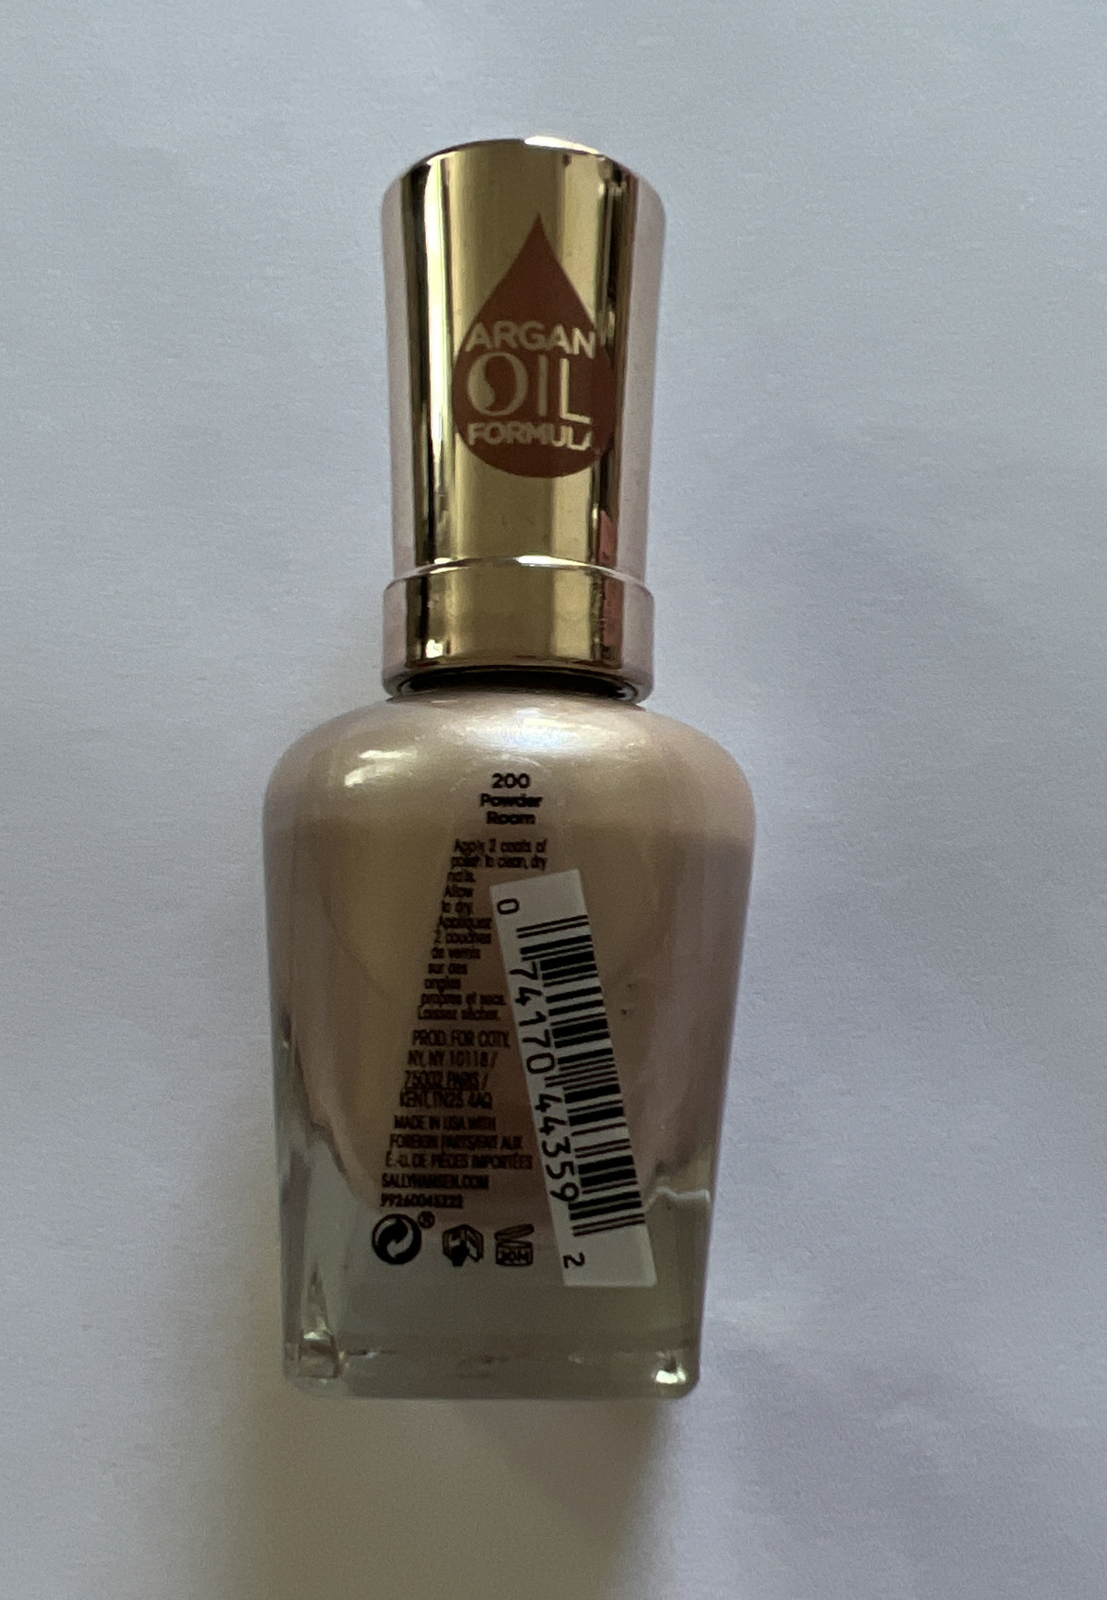 ARGAN
OIL
FORMULA
200
Powder
Room
Apply 2 coats of
polish to clean, dry
nails.
Allow
to dry.
Appliquer
2 couches
de vernis
sur des
ongles
propres et secs.
Laissez sécher.
PROD. FOR COTY,
NY, NY 10118 /
75002 PARIS /
KENT, TN25 4AQ
MADE IN USA WITH
FOREIGN PARTS/FAIT AUX
É.-U. DE PIÈCES IMPORTÉES
SALLYHANSEN.COM
®
0 74170 44359 2